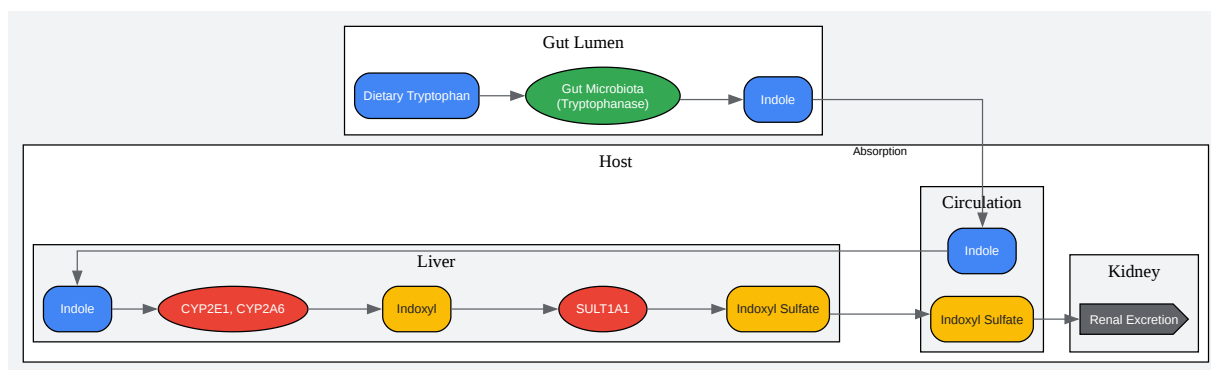 Gut Lumen
Dietary Tryptophan
Gut Microbiota
(Tryptophanase)
Indole
Absorption
Host
Circulation
Indole
Liver
Indole
CYP2E1, CYP2A6
Indoxyl
SULT1A1
Indoxyl Sulfate
Indoxyl Sulfate
Kidney
Renal Excretion